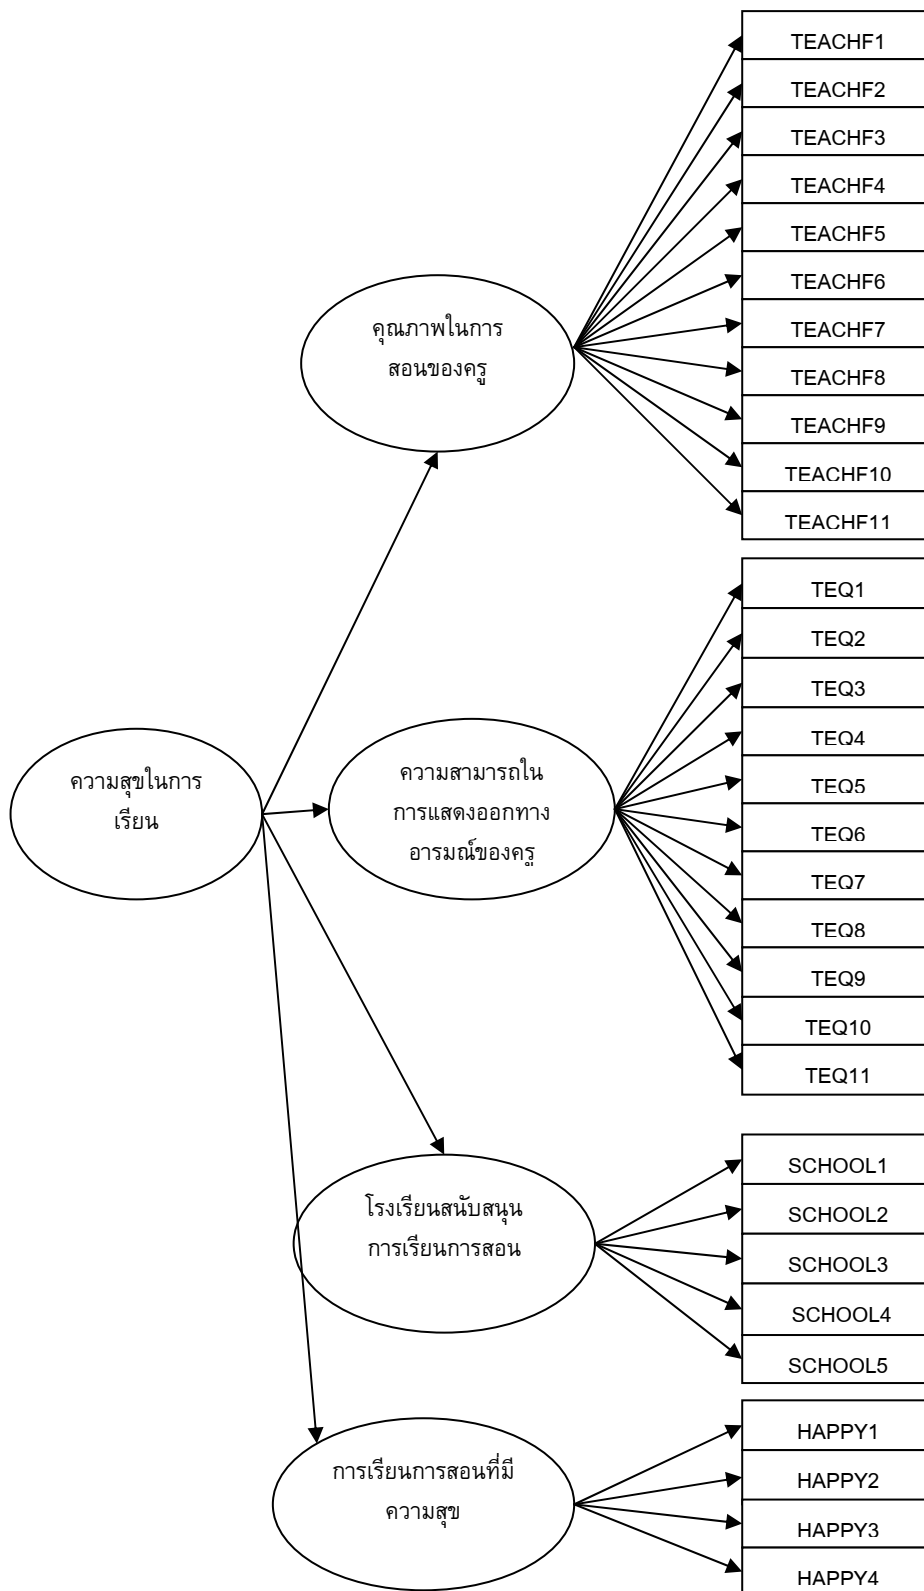 TEACHF1
TEACHF2
TEACHF3
TEACHF4
TEACHF5
TEACHF6
TEACHF7
TEACHF8
TEACHF9
TEACHF10
TEACHF11
คุณภาพในการ
สอนของครู
TEQ1
TEQ2
TEQ3
TEQ4
TEQ5
TEQ6
TEQ7
TEQ8
TEQ9
TEQ10
TEQ11
ความสุขในการ
เรียน
ความสามารถใน
การแสดงออกทาง
อารมณ์ของครู
SCHOOL1
SCHOOL2
SCHOOL3
SCHOOL4
SCHOOL5
โรงเรียนสนับสนุน
การเรียนการสอน
HAPPY1
HAPPY2
HAPPY3
HAPPY4
การเรียนการสอนที่มี
ความสุข